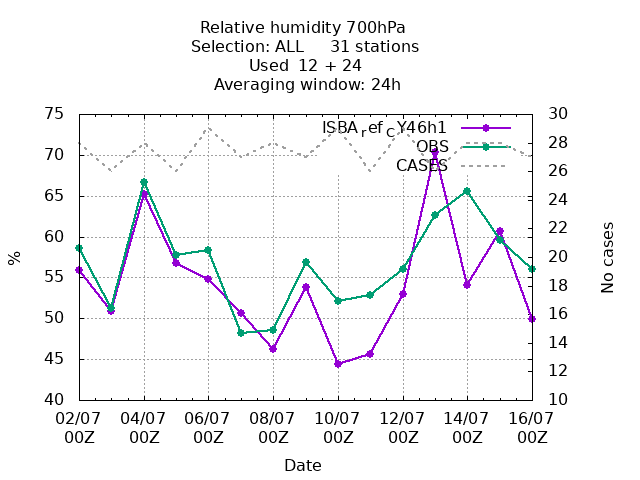 Relative humidity 700hPa
Selection: ALL 31 stations
Used 12 + 24
Averaging window: 24h
75 30
ISBA_ref_CY46h1
OBS
CASES
70
65
60
55
50
45
40
28
26
24
22
20
18
16
14
12
10
%
No cases
02/07 04/07 06/07 08/07 10/07 12/07 14/07 16/07
00Z 00Z 00Z 00Z 00Z 00Z 00Z 00Z
Date